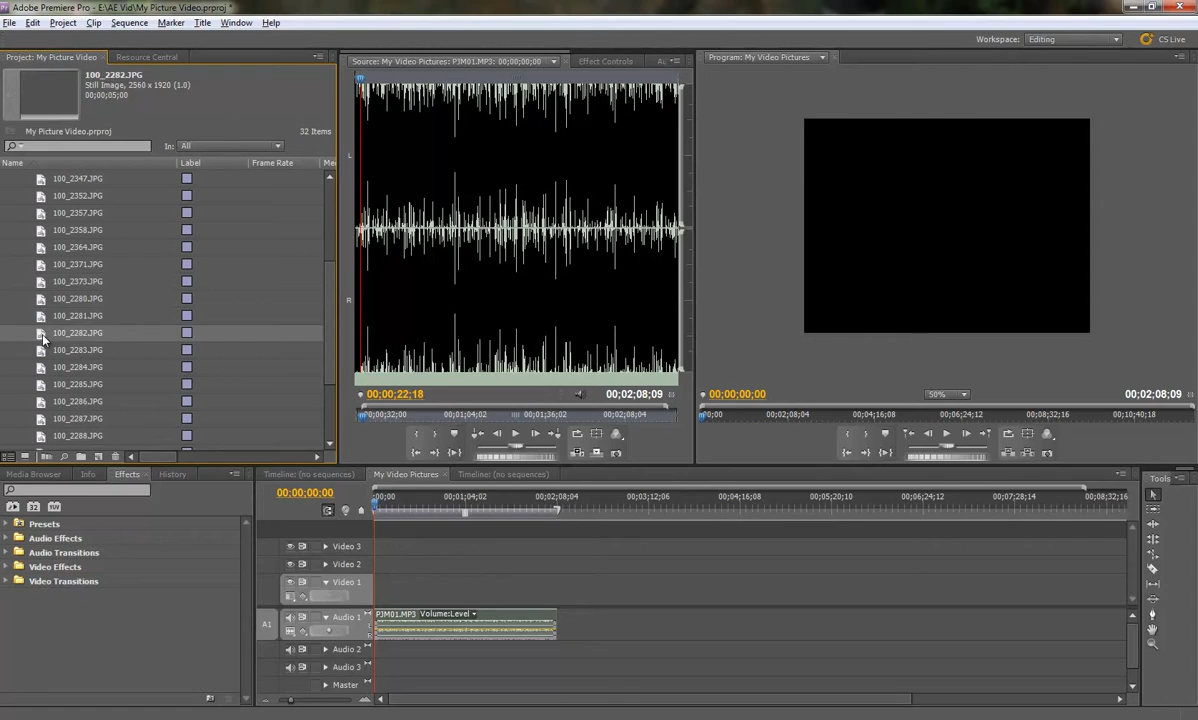 Adobe Premiere Pro - E:\AE Vid\My Picture Video.prproj *
File Edit Project Clip Sequence Marker Title Window Help
Workspace: Editing CS Live
Project: My Picture Video Resource Central
100_2282.JPG
Still Image, 2560 x 1920 (1.0)
00;00;05;00
My Picture Video.prproj 32 Items
In: All
Name Label Frame Rate Me
100_2347.JPG
100_2352.JPG
100_2357.JPG
100_2358.JPG
100_2364.JPG
100_2371.JPG
100_2373.JPG
100_2280.JPG
100_2281.JPG
100_2282.JPG
100_2283.JPG
100_2284.JPG
100_2285.JPG
100_2286.JPG
100_2287.JPG
100_2288.JPG
Source: My Video Pictures: PJM01.MP3: 00;00;00;00 Effect Controls
L
R
00;00;22;18 00;02;08;09
00;00;32;00 00;01;04;02 00;01;36;02 00;02;08;04
Program: My Video Pictures
00;00;00;00 50% 00;02;08;09
00;00 00;02;08;04 00;04;16;08 00;06;24;12 00;08;32;16 00;10;40;18
Media Browser Info Effects History
Presets
Audio Effects
Audio Transitions
Video Effects
Video Transitions
Timeline: (no sequences) My Video Pictures Timeline: (no sequences)
00;00;00;00
;00;00 00;01;04;02 00;02;08;04 00;03;12;06 00;04;16;08 00;05;20;10 00;06;24;12 00;07;28;14 00;08;32;16
Video 3
Video 2
Video 1
A1 Audio 1
PJM01.MP3 Volume:Level
L
R
Audio 2
Audio 3
Master
Tools